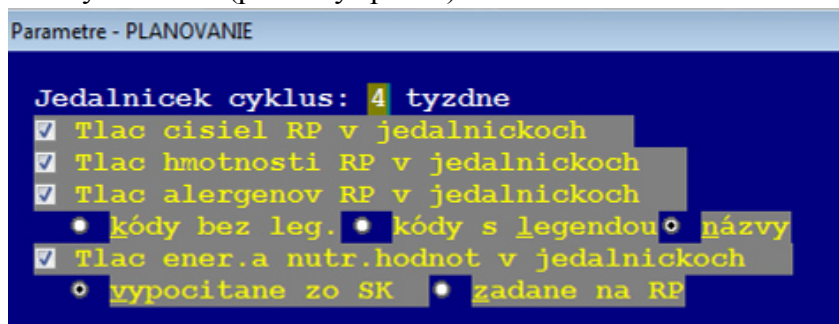 Parametre - PLANOVANIE
Jedalnicek cyklus: 4 tyzdne
Tlac cisiel RP v jedalnickoch
Tlac hmotnosti RP v jedalnickoch
Tlac alergenov RP v jedalnickoch
kódy bez leg. kódy s legendou názvy
Tlac ener.a nutr.hodnot v jedalnickoch
vypocitane zo SK zadane na RP